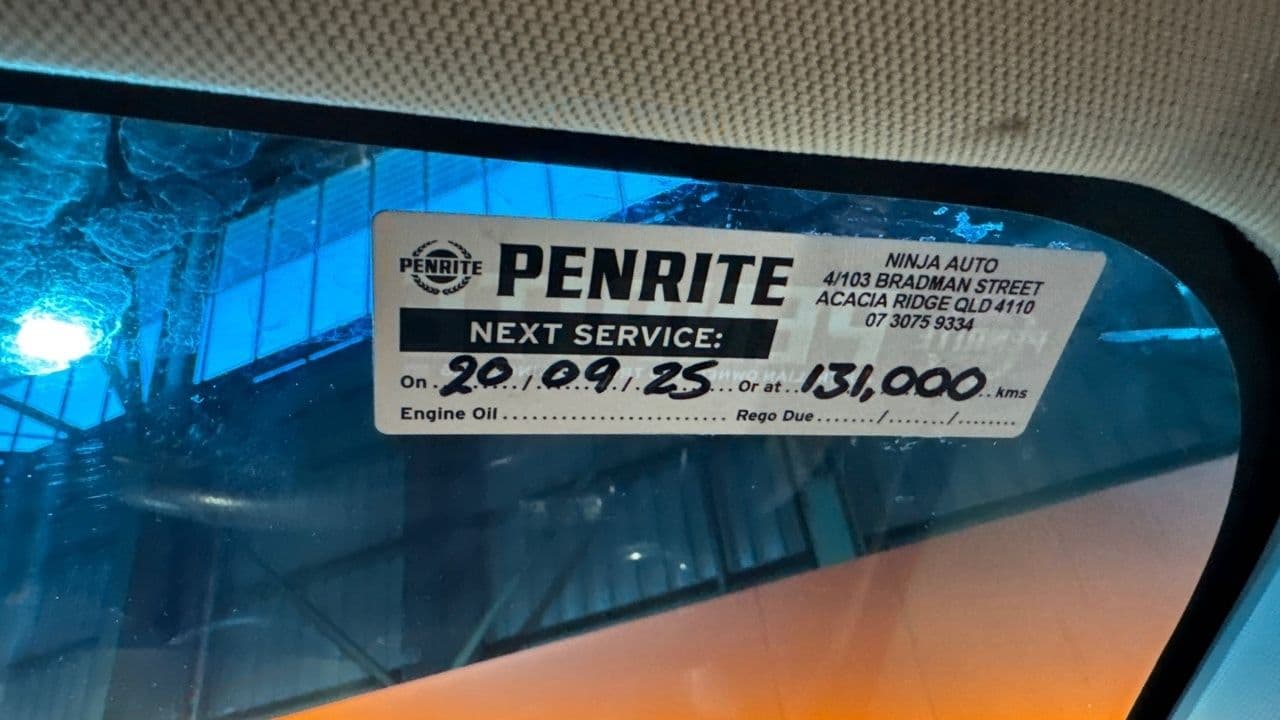 PENRITE
PENRITE
NINJA AUTO
4/103 BRADMAN STREET
ACACIA RIDGE QLD 4110
07 3075 9334
NEXT SERVICE:
On . 20 .../. 09 ../. 25 ... Or at .. 131,000 .. kms
Engine Oil ........................ Rego Due ......./......./........